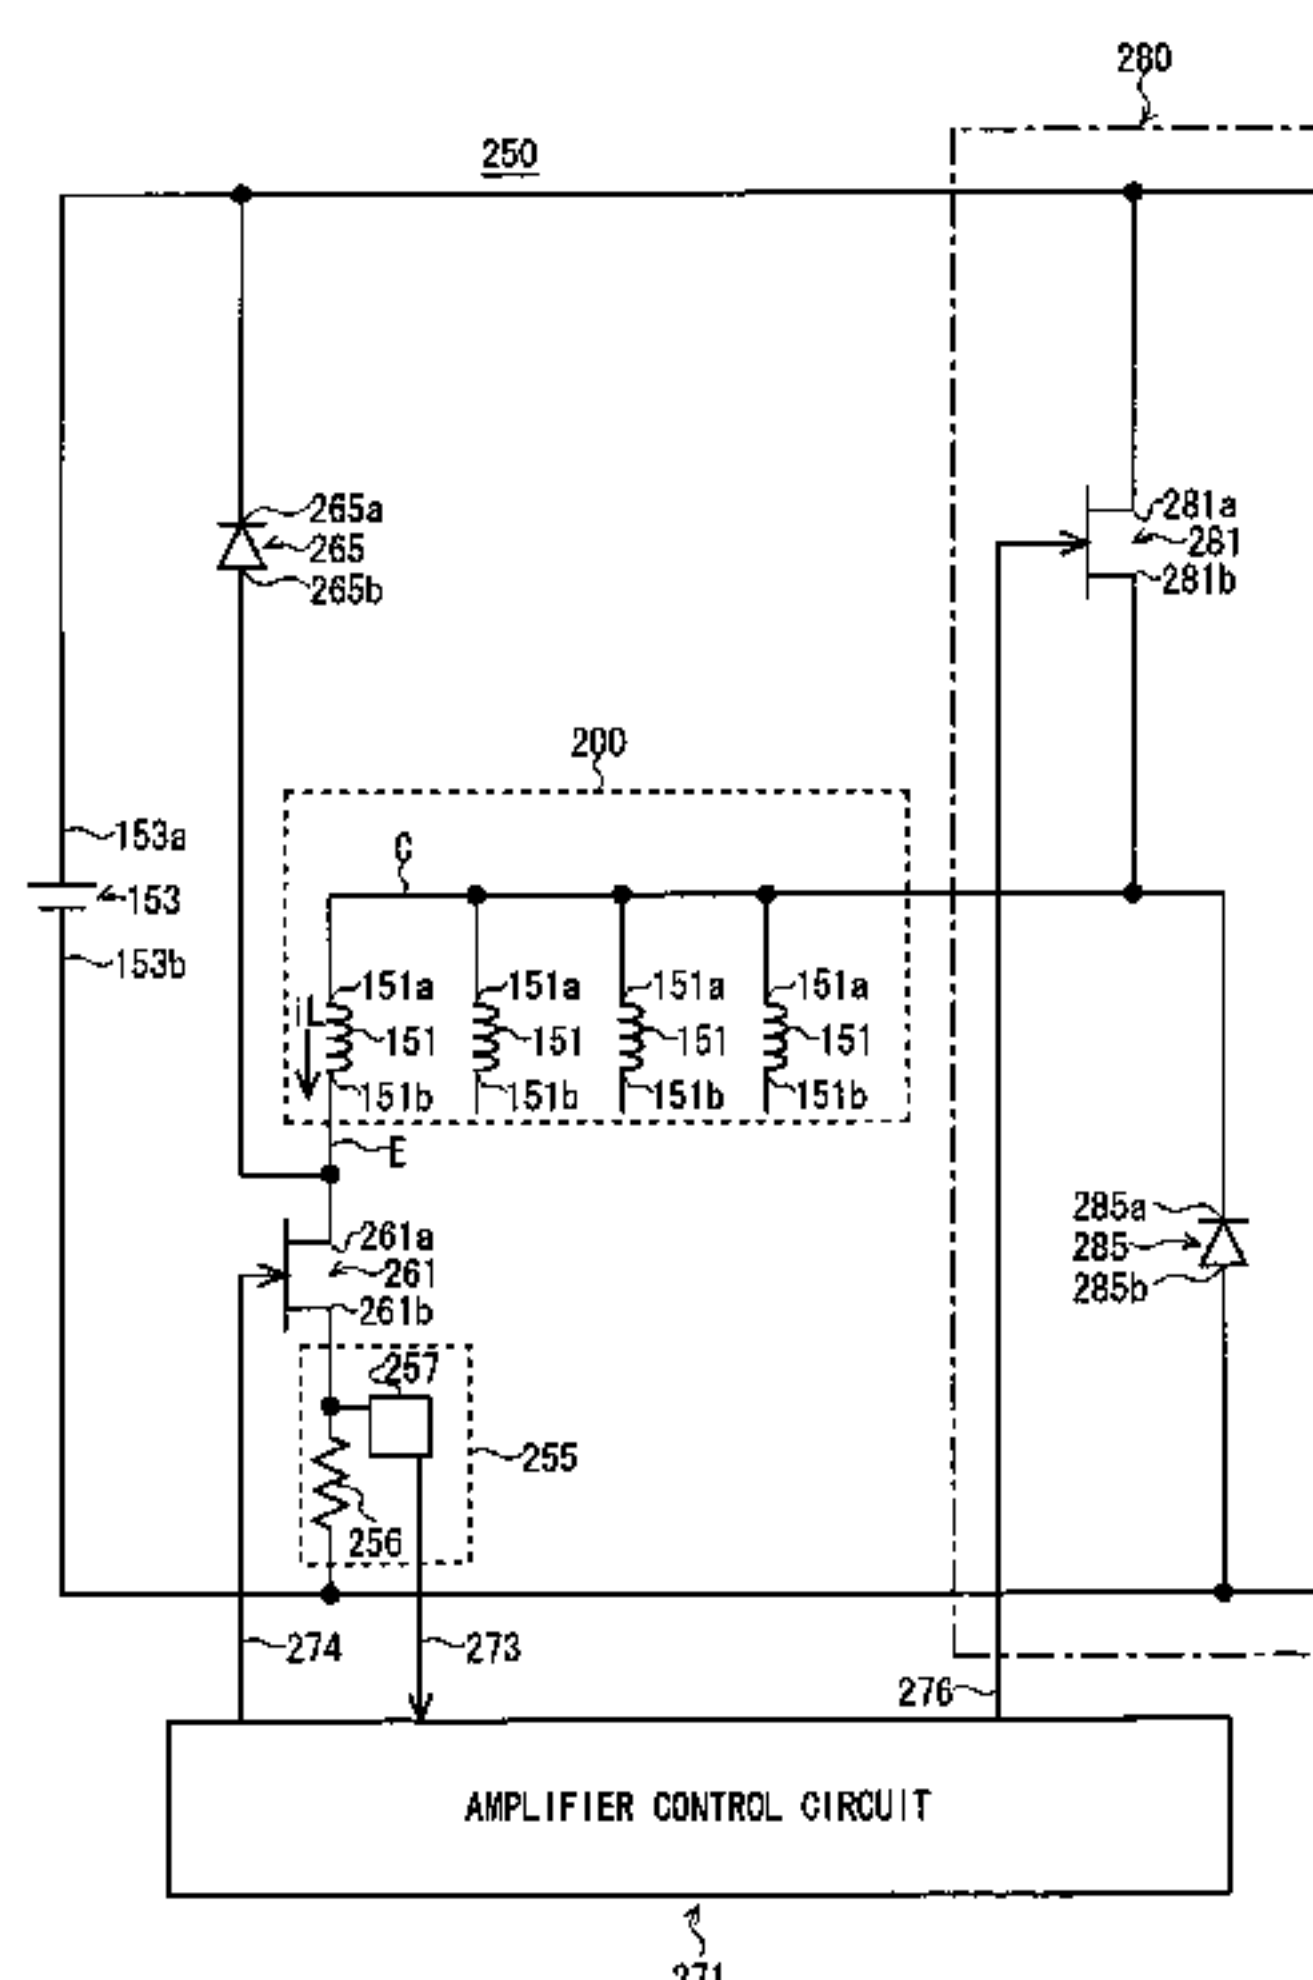 280
250
265a
265
265b
281a
281
281b
200
153a
153
153b
C
iL
151a 151a 151a 151a
151 151 151 151
151b 151b 151b 151b
E
261a
261
261b
285a
285
285b
257
255
256
274
273
276
AMPLIFIER CONTROL CIRCUIT
271